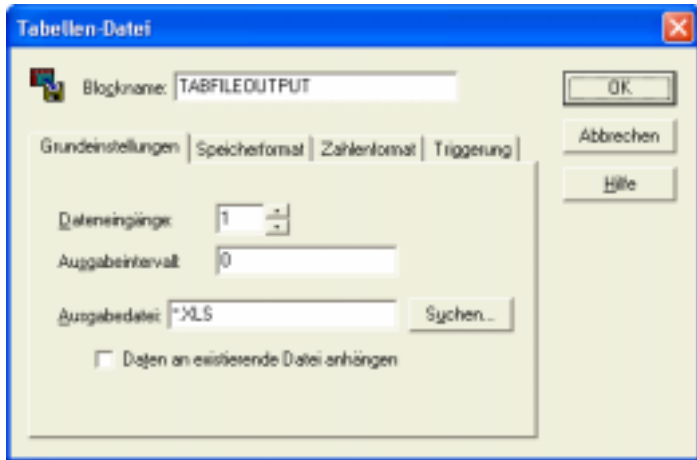 Tabellen-Datei
Blockname: TABFILEOUTPUT
OK
Abbrechen
Hilfe
Grundeinstellungen Speicherformat Zahlenformat Triggerung
Dateneingänge: 1
Ausgabeintervall: 0
Ausgabedatei: *.XLS Suchen...
Daten an existierende Datei anhängen